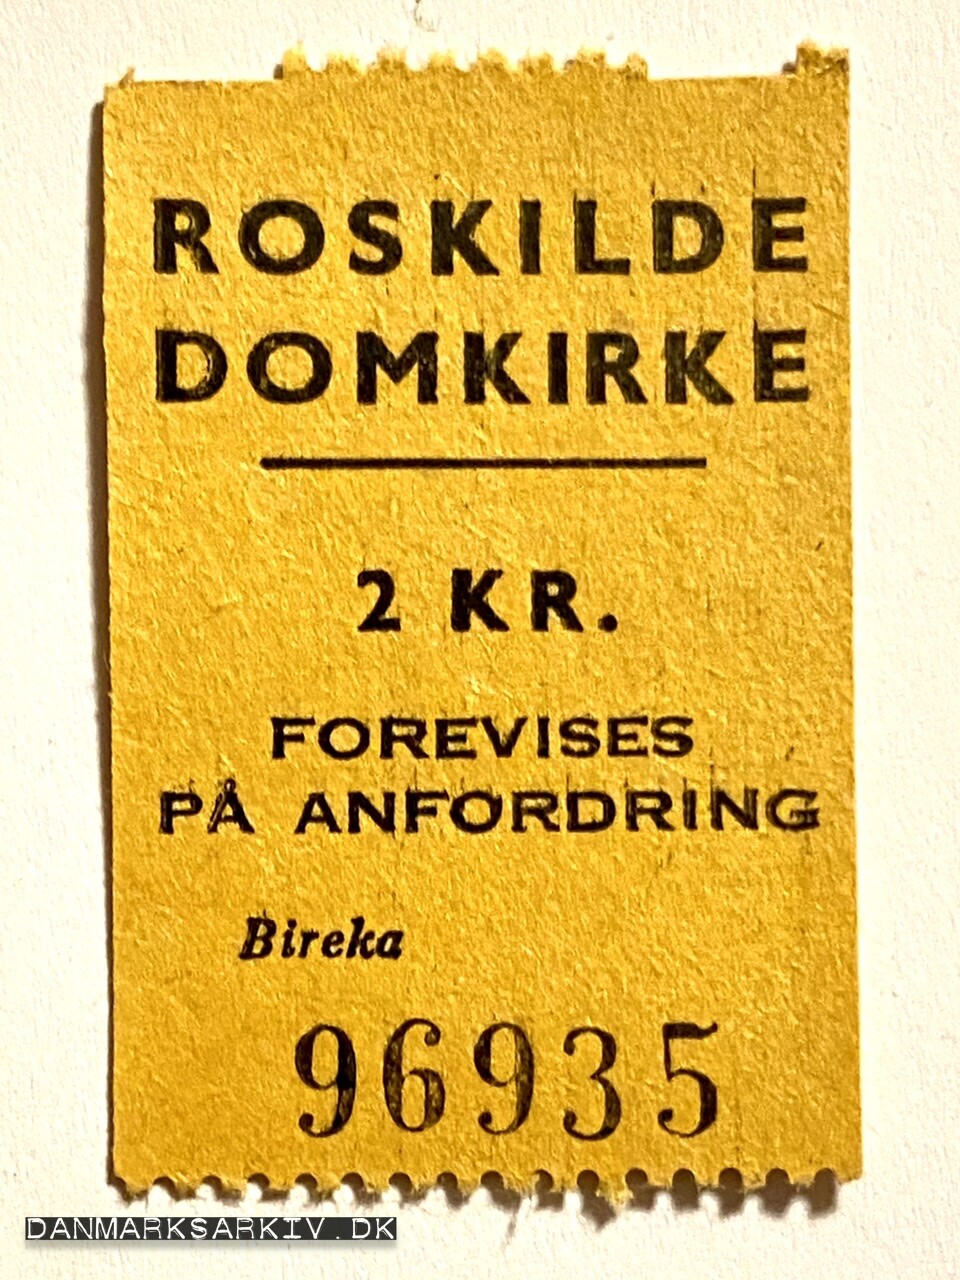 ROSKILDE
DOMKIRKE
2 KR.
FOREVISES
PÅ ANFORDRING
Bireka
96935
DANMARKSARKIV.DK